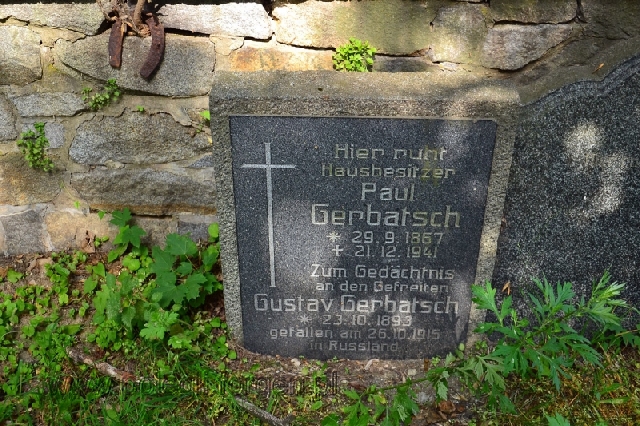 Hier ruht
Hausbesitzer
Paul
Gerbatsch
* 29. 9. 1867
+ 21. 12. 1941
Zum Gedächtnis
an den Gefreiten
Gustav Gerbatsch
* 23.10.1893
gefallen am 26.10.1915
in Russland.